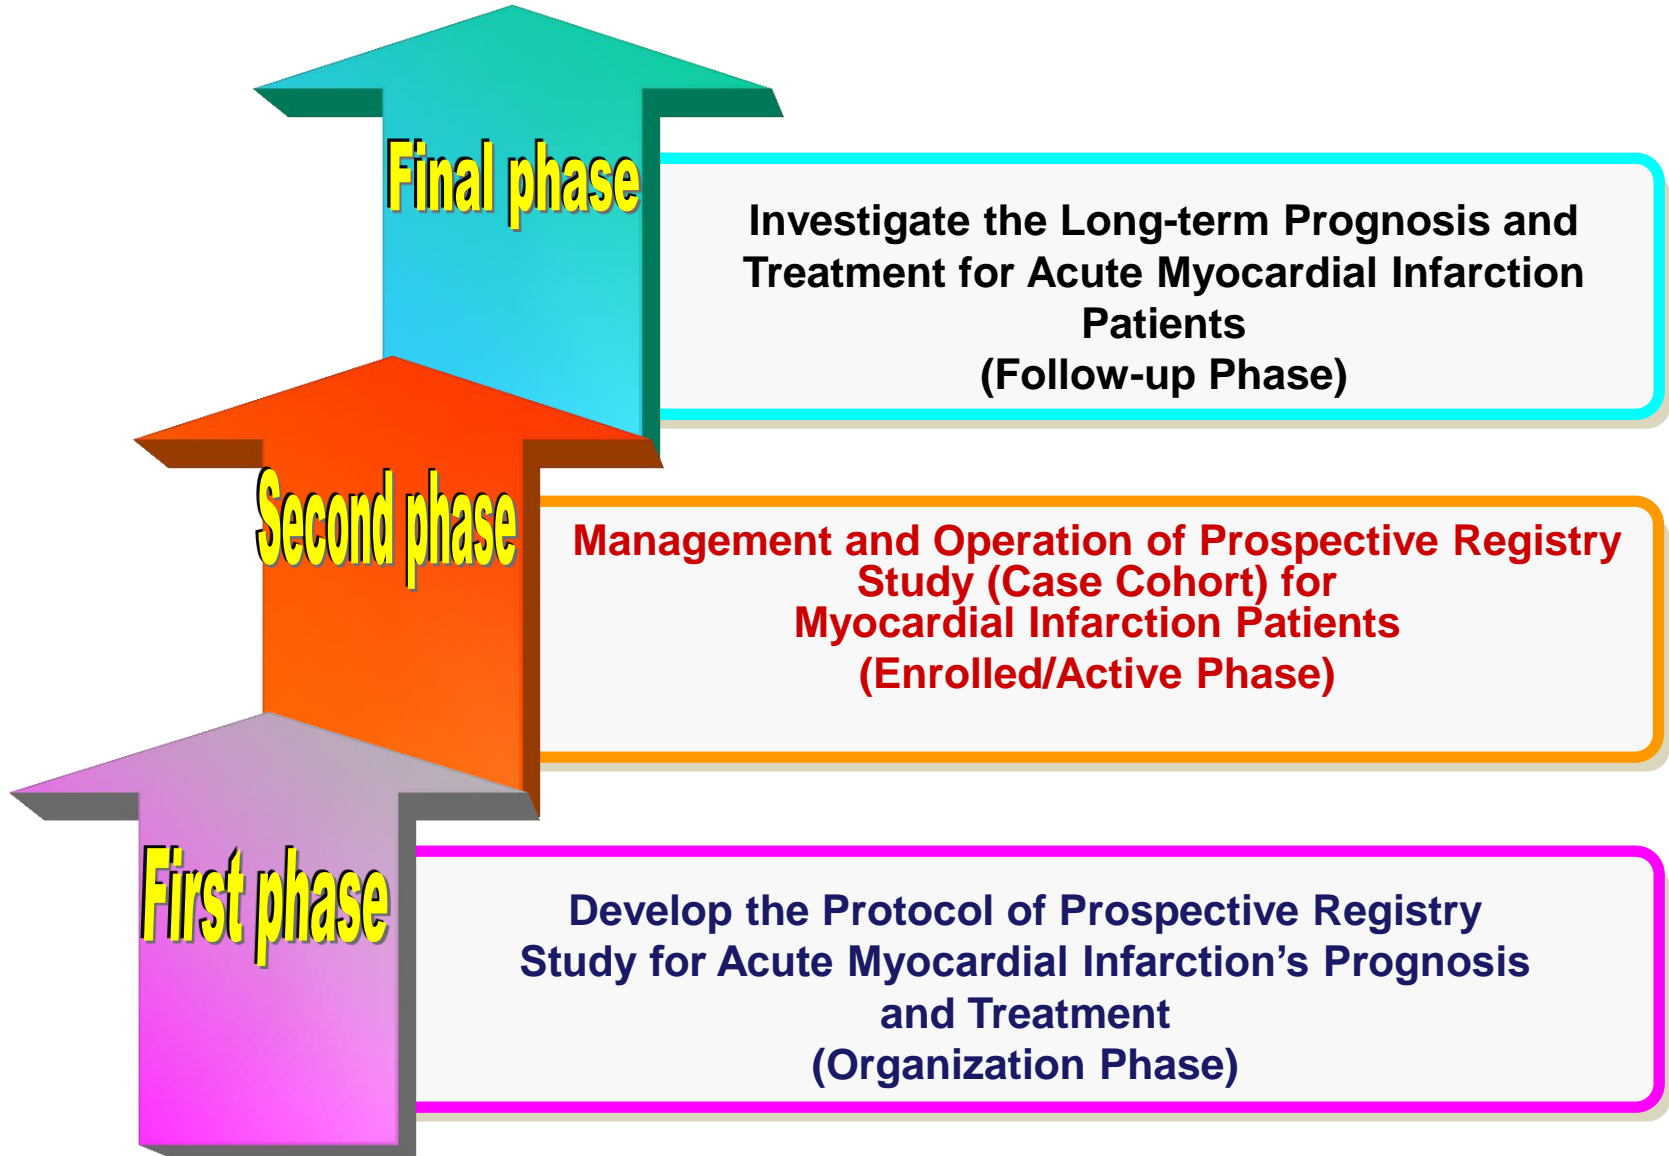 Final phase
Investigate the Long-term Prognosis and
Treatment for Acute Myocardial Infarction
Patients
(Follow-up Phase)
Second phase
Management and Operation of Prospective Registry
Study (Case Cohort) for
Myocardial Infarction Patients
(Enrolled/Active Phase)
First phase
Develop the Protocol of Prospective Registry
Study for Acute Myocardial Infarction’s Prognosis
and Treatment
(Organization Phase)